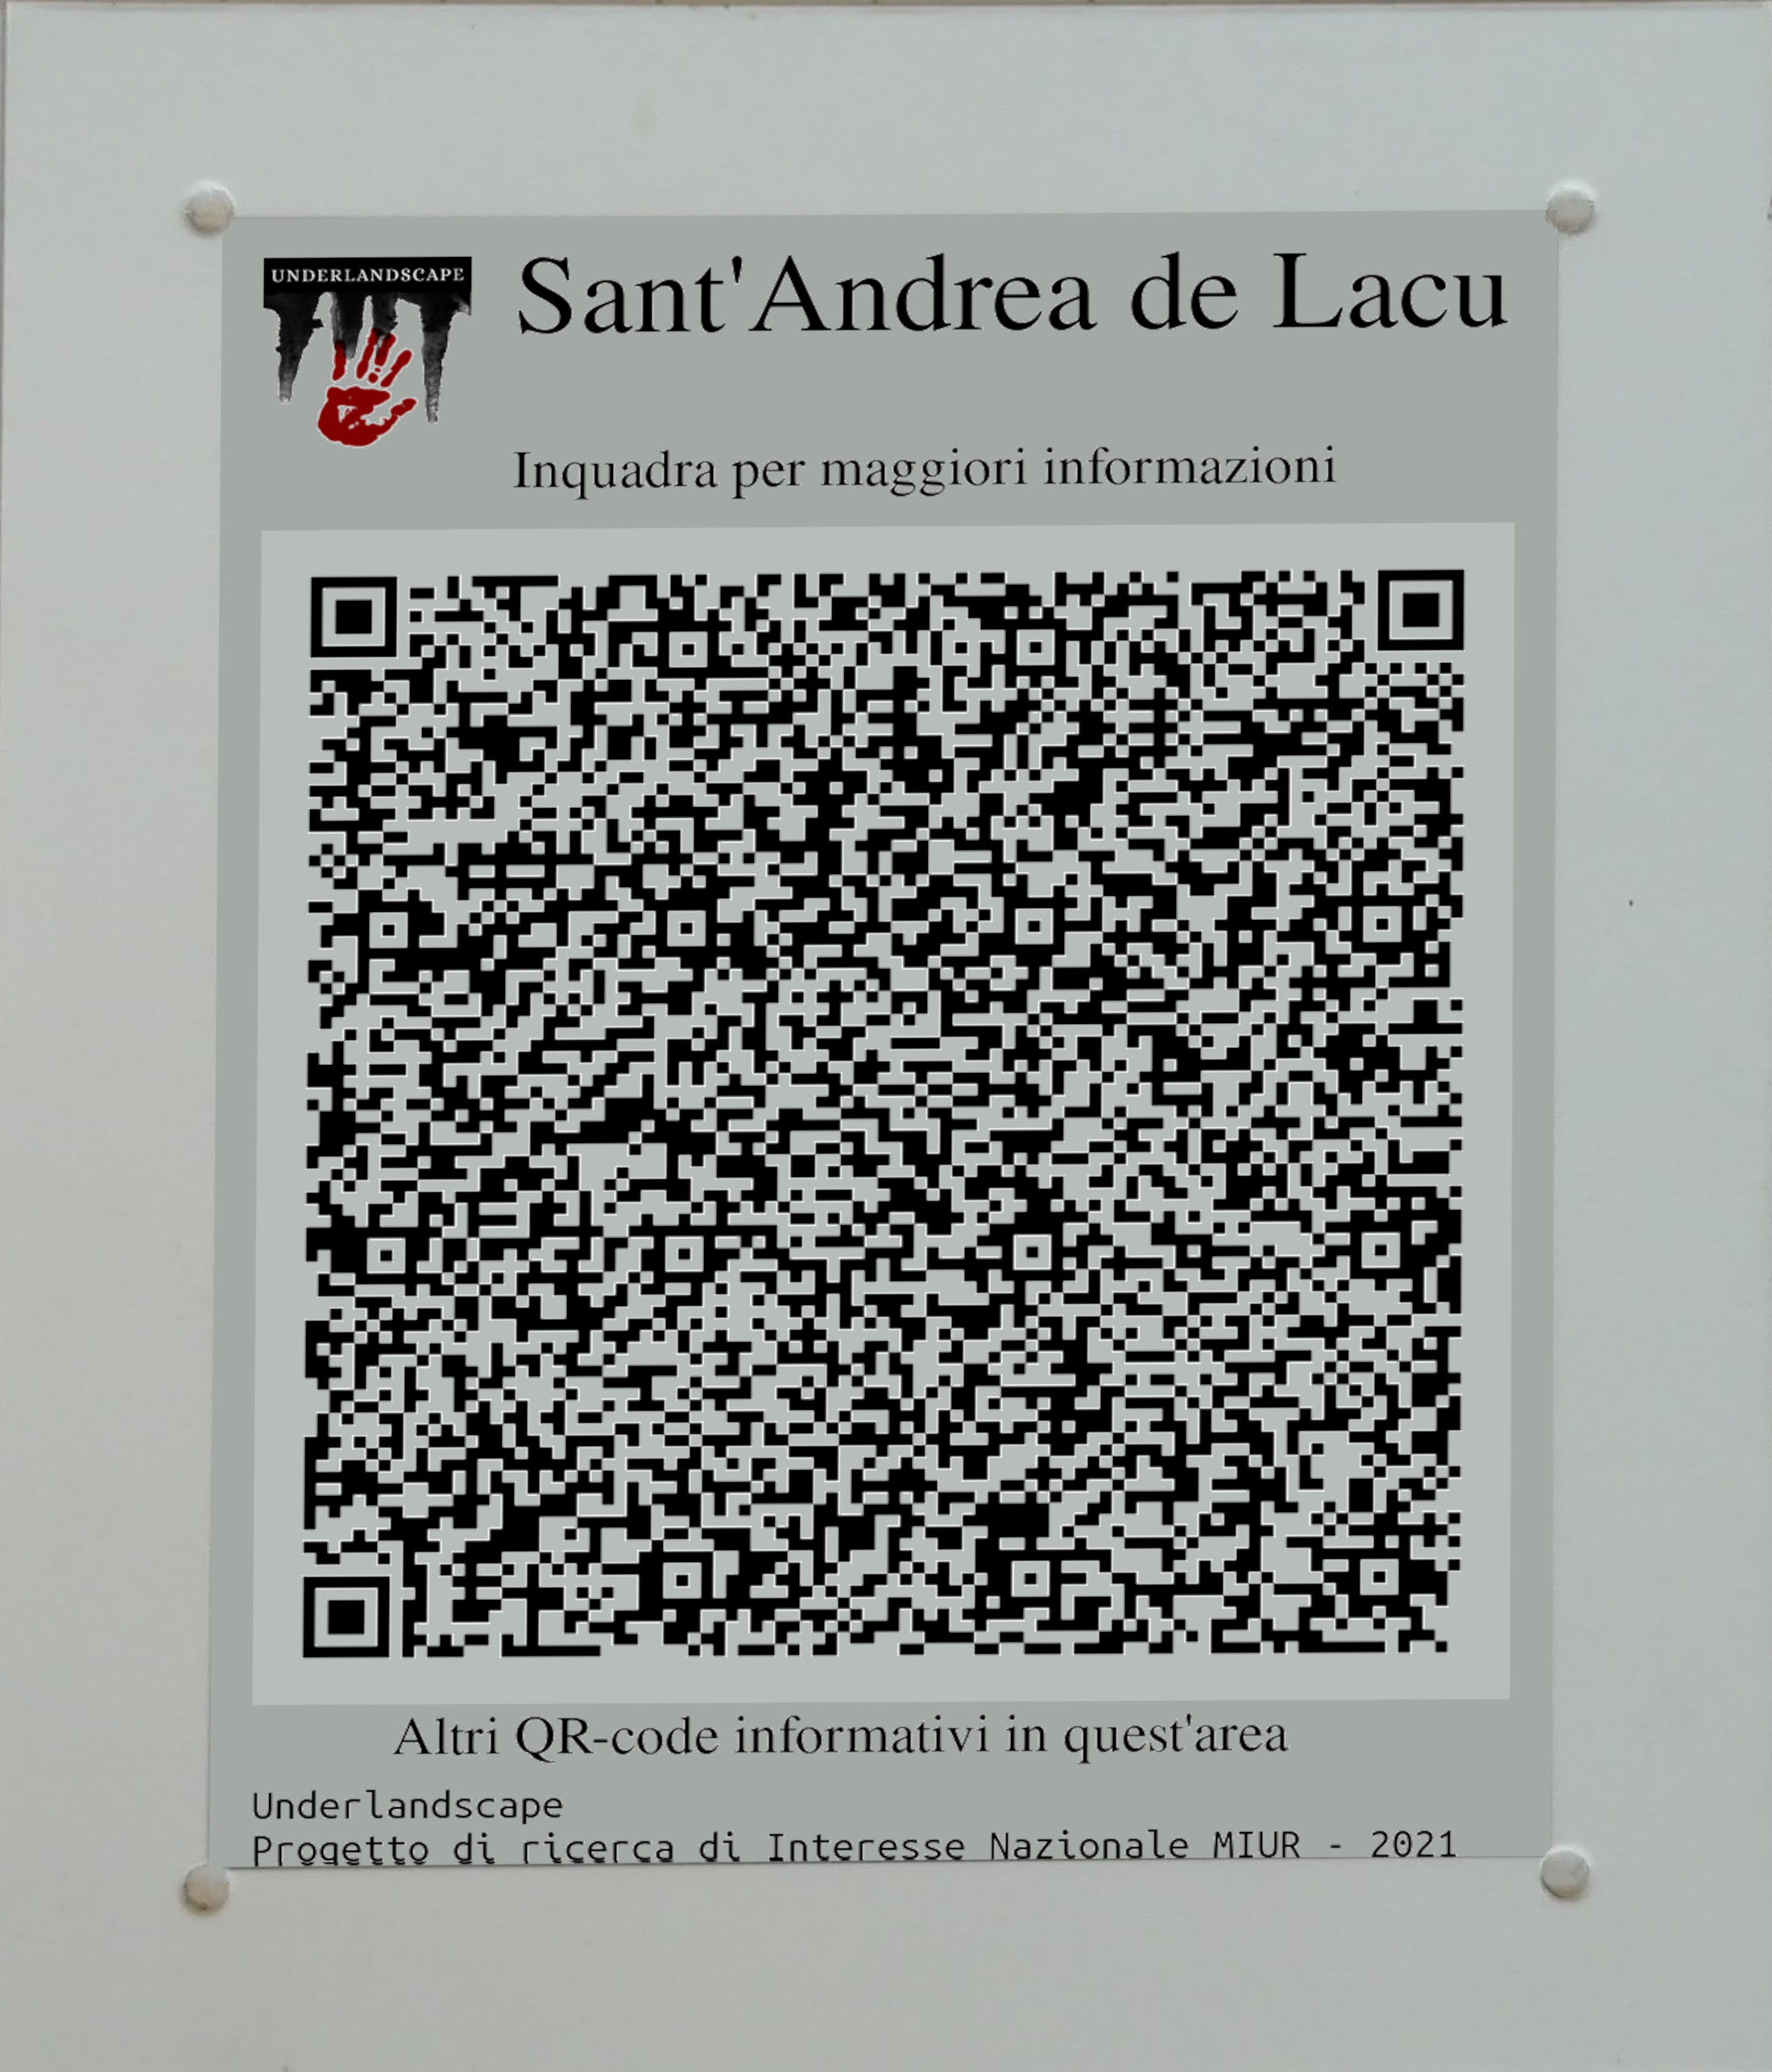 UNDERLANDSCAPE
Sant'Andrea de Lacu
Inquadra per maggiori informazioni
Altri QR-code informativi in quest'area
Underlandscape
Progetto di ricerca di Interesse Nazionale MIUR - 2021